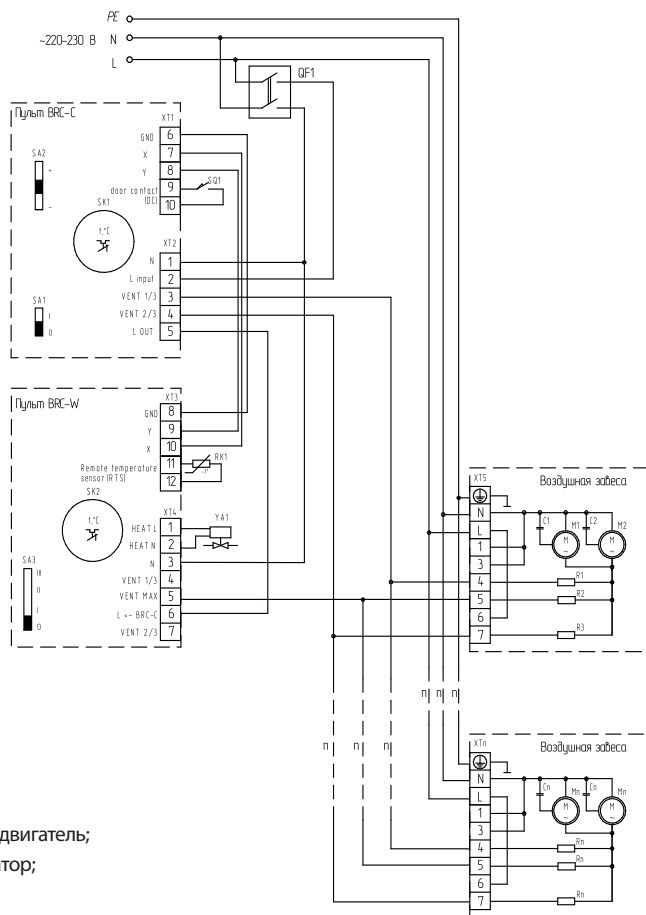 PE
~220-230 В N
L
QF1
Пульт BRC-C
XT1
GND 6
X 7
Y 8
door contact (DC) 9
10
SQ1
SA2
+
-
SK1
t,°C
XT2
N 1
L input 2
VENT 1/3 3
VENT 2/3 4
L OUT 5
SA1
I
0
Пульт BRC-W
XT3
GND 8
Y 9
X 10
Remote temperature 11
sensor (RTS) 12
RK1
-t°
SK2
t,°C
XT4
HEAT L 1
HEAT N 2
N 3
VENT 1/3 4
VENT MAX 5
L <- BRC-C 6
VENT 2/3 7
YA1
SA3
III
II
I
0
XT5
Воздушная завеса
N
L
1
3
4
5
6
7
C1 M1 C2 M2
M ~ M ~
R1
R2
R3
п п п
п п п
XTn
Воздушная завеса
N
L
1
3
4
5
6
7
Cn Mn Cn Mn
M ~ M ~
Rn
Rn
Rn
двигатель;
тор;